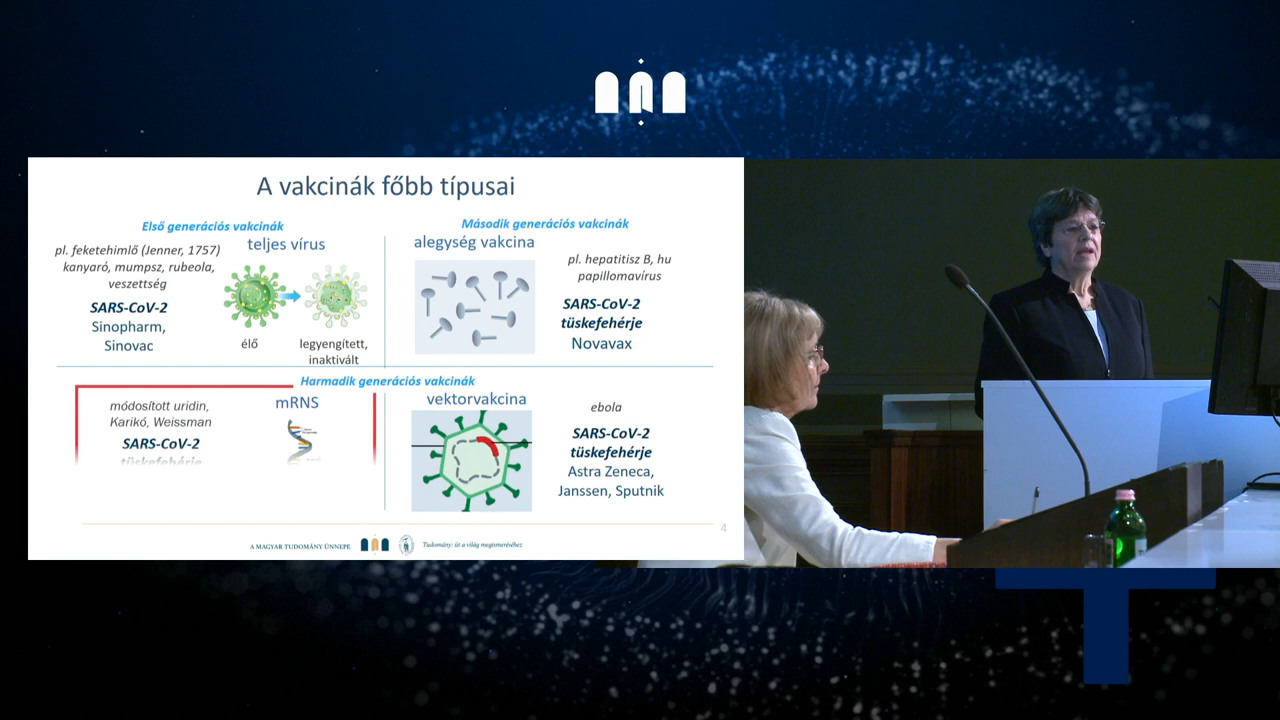 A vakcinák főbb típusai
Első generációs vakcinák
pl. feketehimlő (Jenner, 1757)
kanyaró, mumpsz, rubeola,
veszettség
SARS-CoV-2
Sinopharm,
Sinovac
teljes vírus
élő
legyengített,
inaktivált
Második generációs vakcinák
alegység vakcina
pl. hepatitisz B, hu
papillomavírus
SARS-CoV-2
tüskefehérje
Novavax
Harmadik generációs vakcinák
módosított uridin,
Karikó, Weissman
SARS-CoV-2
tüskefehérje
mRNS
vektorvakcina
ebola
SARS-CoV-2
tüskefehérje
Astra Zeneca,
Janssen, Sputnik
4
A MAGYAR TUDOMÁNY ÜNNEPE
Tudomány: út a világ megismeréséhez